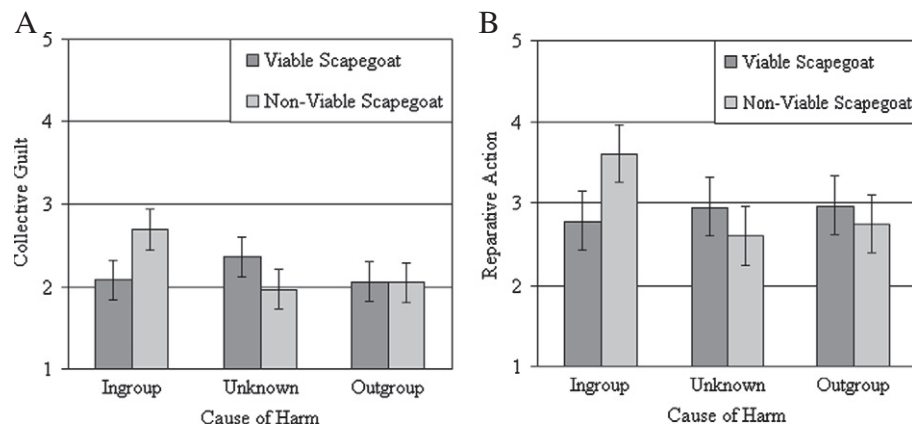 A
5
4
3
2
1
Collective Guilt
Viable Scapegoat
Non-Viable Scapegoat
Ingroup Unknown Outgroup
Cause of Harm
B
5
4
3
2
1
Reparative Action
Viable Scapegoat
Non-Viable Scapegoat
Ingroup Unknown Outgroup
Cause of Harm